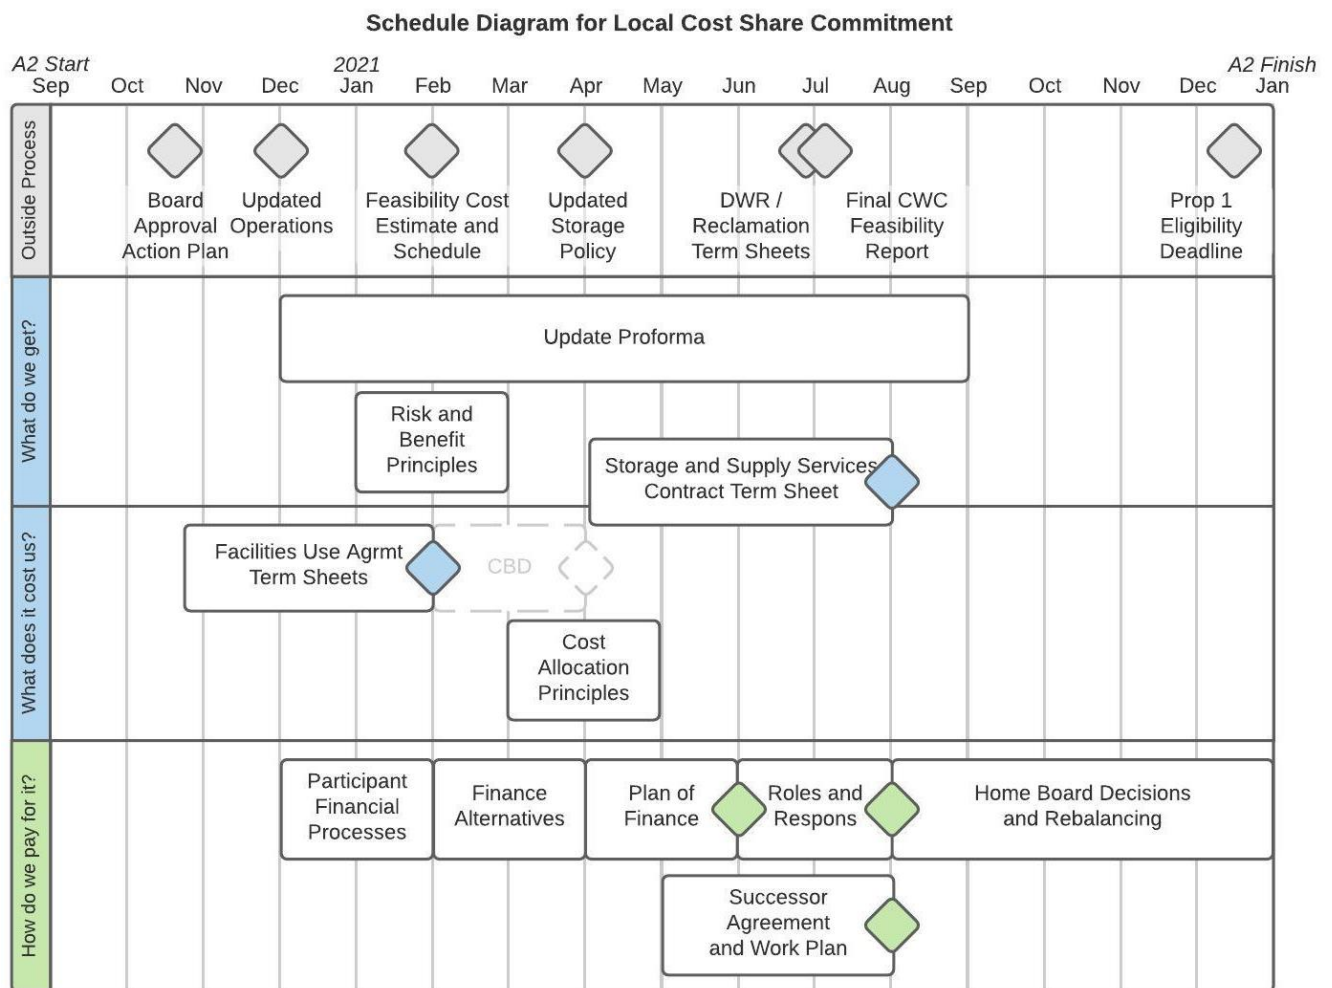 Schedule Diagram for Local Cost Share Commitment
A2 Start
2021
A2 Finish
Sep Oct Nov Dec Jan Feb Mar Apr May Jun Jul Aug Sep Oct Nov Dec Jan
Outside Process
Board
Approval
Action Plan
Updated
Operations
Feasibility Cost
Estimate and
Schedule
Updated
Storage
Policy
DWR /
Reclamation
Term Sheets
Final CWC
Feasibility
Report
Prop 1
Eligibility
Deadline
What do we get?
Update Proforma
Risk and
Benefit
Principles
Storage and Supply Services
Contract Term Sheet
What does it cost us?
Facilities Use Agrmt
Term Sheets
CBD
Cost
Allocation
Principles
How do we pay for it?
Participant
Financial
Processes
Finance
Alternatives
Plan of
Finance
Roles and
Respons
Home Board Decisions
and Rebalancing
Successor
Agreement
and Work Plan